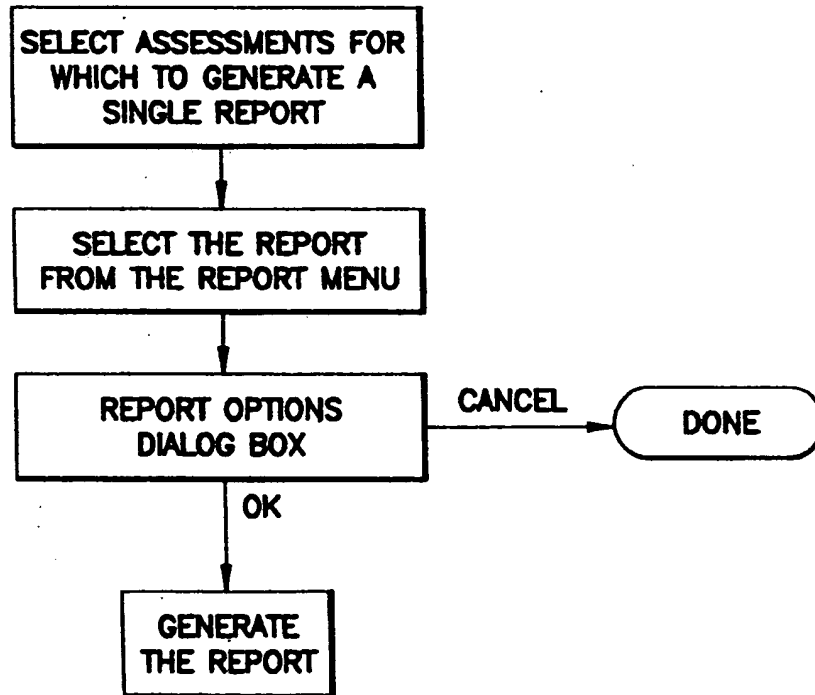 SELECT ASSESSMENTS FOR
WHICH TO GENERATE A
SINGLE REPORT
SELECT THE REPORT
FROM THE REPORT MENU
REPORT OPTIONS
DIALOG BOX
CANCEL
DONE
OK
GENERATE
THE REPORT